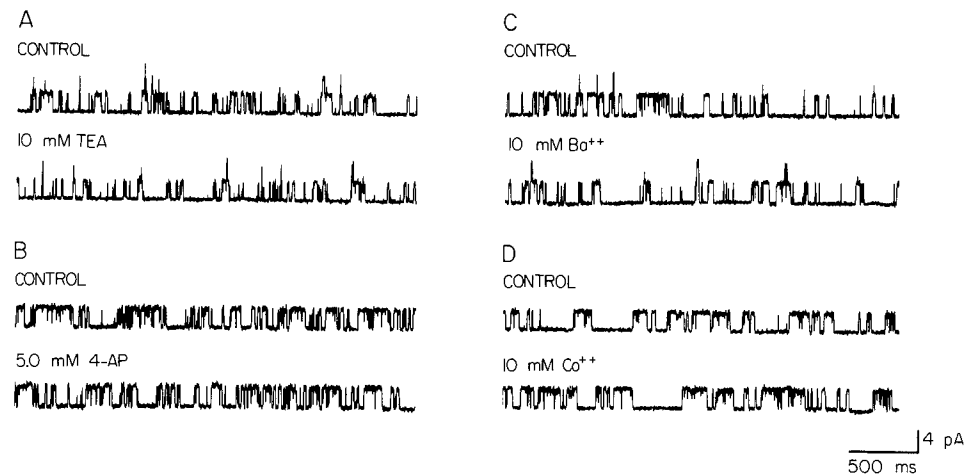 A
CONTROL
10 mM TEA
B
CONTROL
5.0 mM 4-AP
C
CONTROL
10 mM Ba++
D
CONTROL
10 mM Co++
4 pA
500 ms